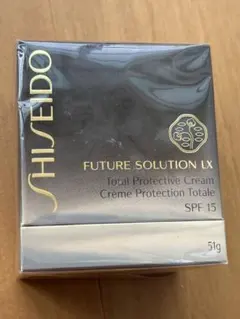 SHISEIDO
FUTURE SOLUTION LX
Total Protective Cream
Crème Protection Totale
SPF 15
51g